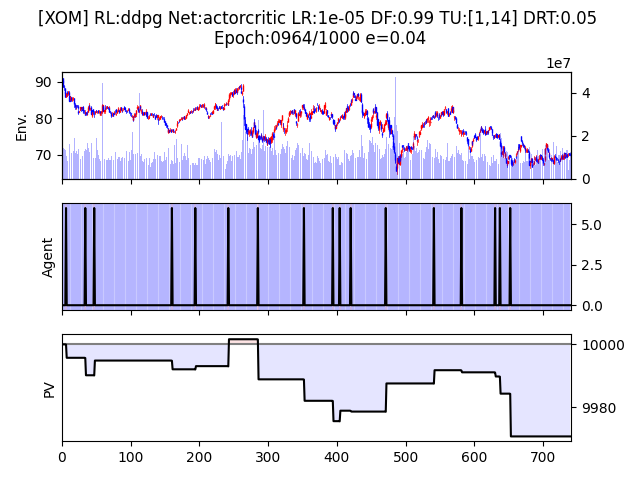 [XOM] RL:ddpg Net:actorcritic LR:1e-05 DF:0.99 TU:[1,14] DRT:0.05
Epoch:0964/1000 e=0.04
1e7
90
80
70
Env.
4
2
0
Agent
5.0
2.5
0.0
PV
10000
9980
0 100 200 300 400 500 600 700